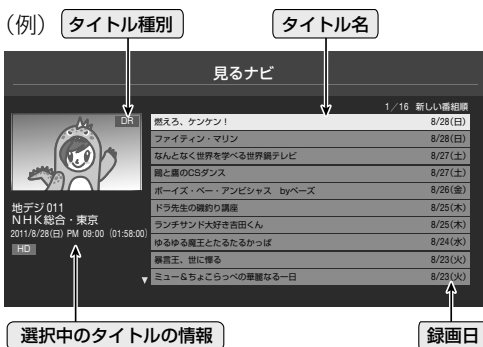 (例)
タイトル種別
タイトル名
見るナビ
1/16 新しい番組順
DR
燃えろ、ケンケン! 8/28(日)
ファイティン・マリン 8/28(日)
なんとなく世界を学べる世界鍋テレビ 8/27(土)
鶏と鷹のCSダンス 8/27(土)
ボーイズ・ベー・アンビシャス byベーズ 8/26(金)
ドラ先生の磯釣り講座 8/25(木)
ランチサンド大好き吉田くん 8/25(木)
ゆるゆる魔王とたるたるかっぱ 8/24(水)
暴言王、世に憚る 8/23(火)
ミュー&ちょこらっぺの華麗なる一日 8/23(火)
地デジ011
NHK総合・東京
2011/8/28(日) PM 09:00 (01:58:00)
HD
選択中のタイトルの情報
録画日